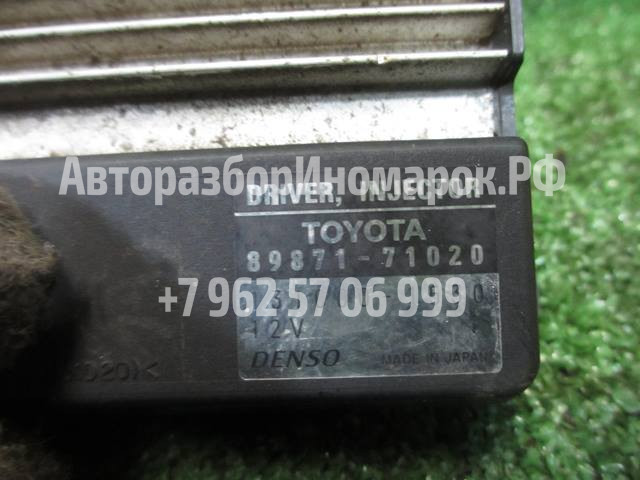 АвторазборИномарок.РФ
DRIVER, INJECTOR
TOYOTA
89871-71020
+7 962 57 06 999
12V
DENSO MADE IN JAPAN